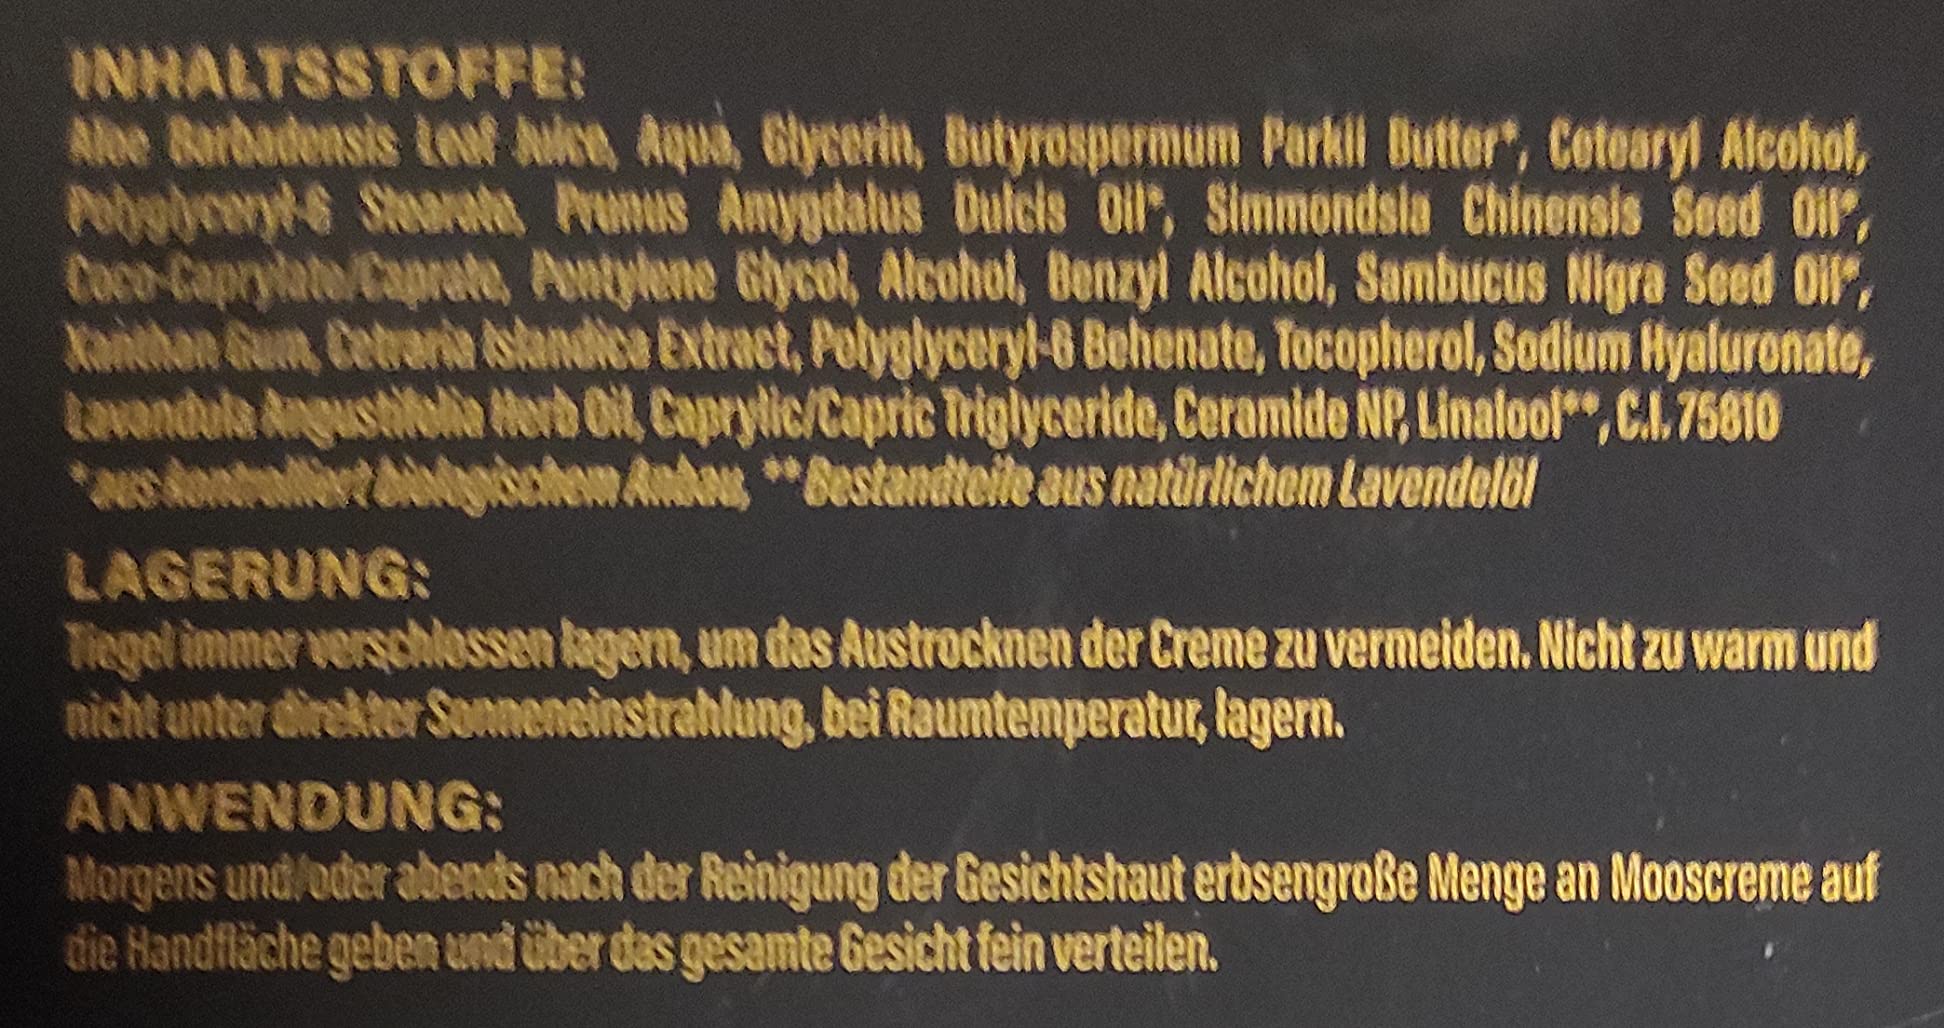 INHALTSSTOFFE:
Aloe Barbadensis Leaf Juice, Aqua, Glycerin, Butyrospermum Parkii Butter*, Cetearyl Alcohol,
Polyglyceryl-6 Stearate, Prunus Amygdalus Dulcis Oil*, Simmondsia Chinensis Seed Oil*,
Coco-Caprylate/Caprate, Pentylene Glycol, Alcohol, Benzyl Alcohol, Sambucus Nigra Seed Oil*,
Xanthan Gum, Cetraria Islandica Extract, Polyglyceryl-6 Behenate, Tocopherol, Sodium Hyaluronate,
Lavandula Angustifolia Herb Oil, Caprylic/Capric Triglyceride, Ceramide NP, Linalool**, C.I. 75810
*aus kontrolliert biologischem Anbau, **Bestandteile aus natürlichem Lavendelöl
LAGERUNG:
Tiegel immer verschlossen lagern, um das Austrocknen der Creme zu vermeiden. Nicht zu warm und
nicht unter direkter Sonneneinstrahlung, bei Raumtemperatur, lagern.
ANWENDUNG:
Morgens und/oder abends nach der Reinigung der Gesichtshaut erbsengroße Menge an Mooscreme auf
die Handfläche geben und über das gesamte Gesicht fein verteilen.